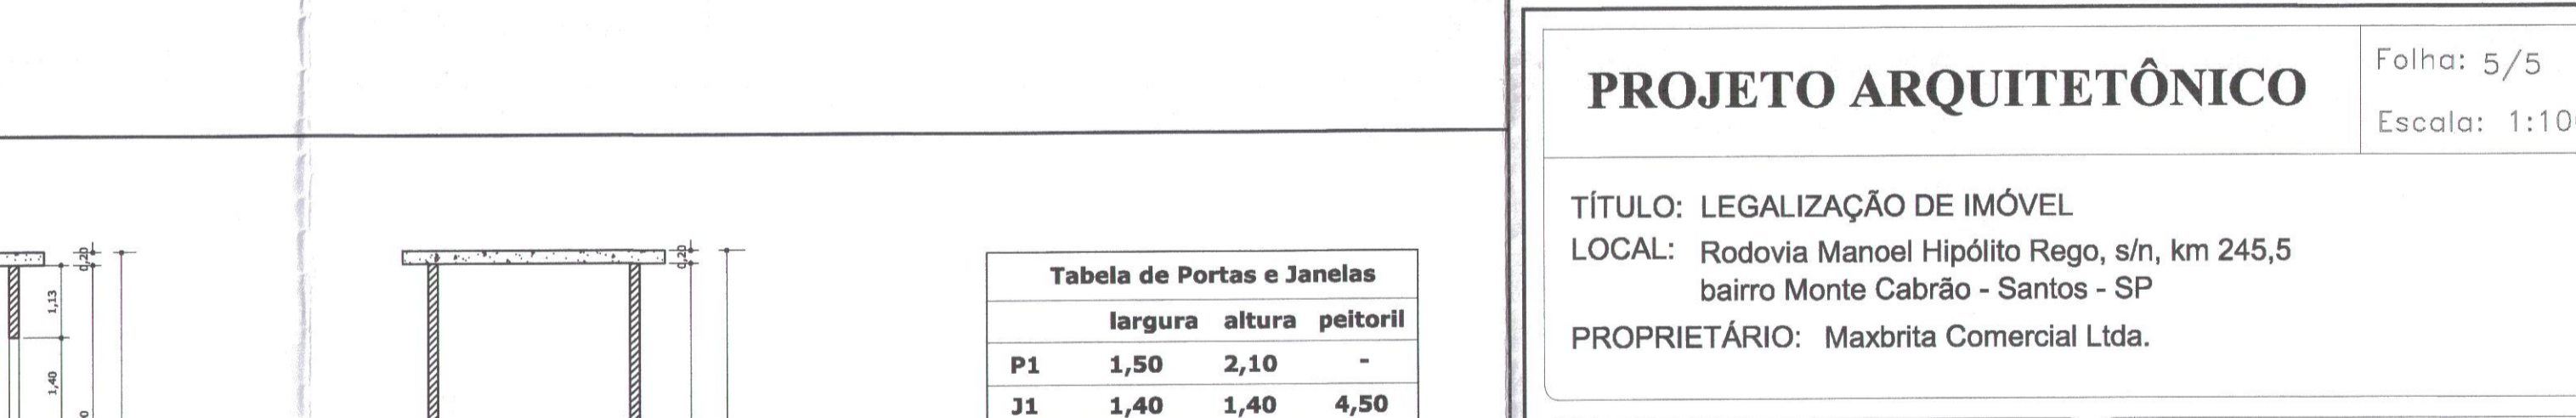 PROJETO ARQUITETÔNICO
Folha: 5/5
Escala: 1:10
TÍTULO: LEGALIZAÇÃO DE IMÓVEL
LOCAL: Rodovia Manoel Hipólito Rego, s/n, km 245,5
bairro Monte Cabrão - Santos - SP
PROPRIETÁRIO: Maxbrita Comercial Ltda.
0,20
1,13
1,40
0,20
Tabela de Portas e Janelas
largura altura peitoril
P1 1,50 2,10 -
J1 1,40 1,40 4,50